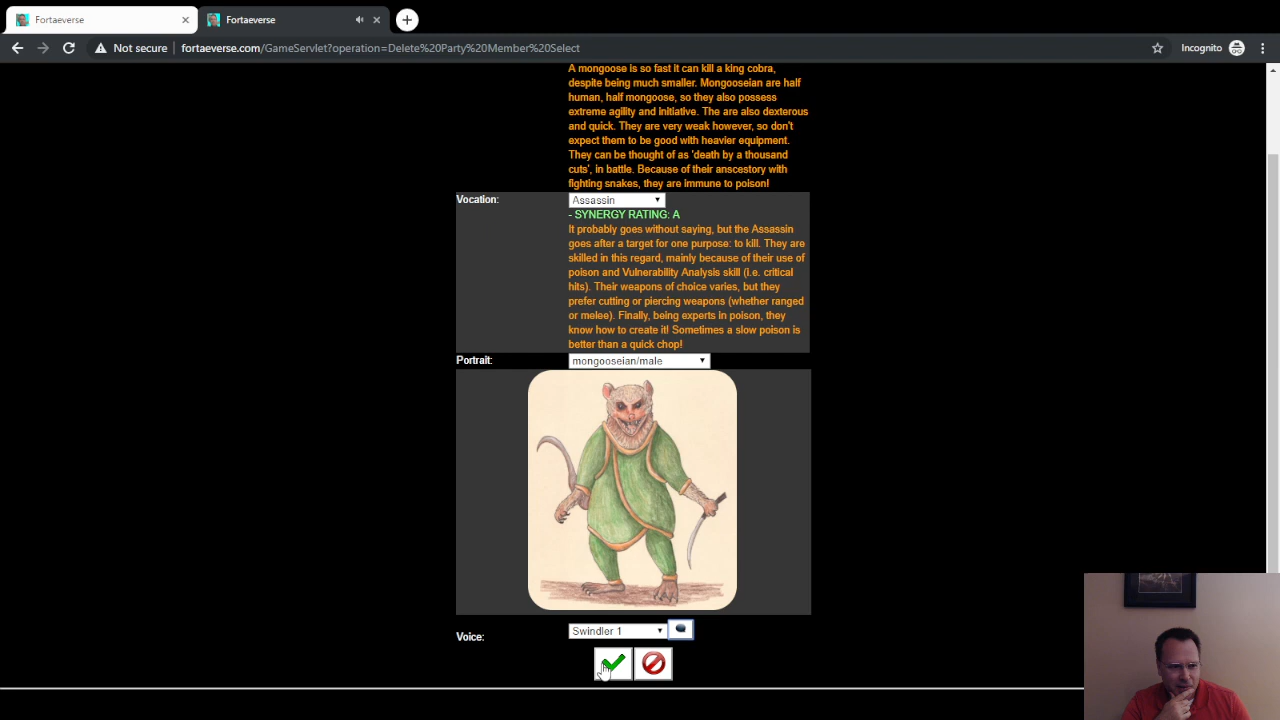 Fortaeverse
Fortaeverse
Not secure
fortaeverse.com/GameServlet?operation=Delete%20Party%20Member%20Select
Incognito
A mongoose is so fast it can kill a king cobra,
despite being much smaller. Mongooseian are half
human, half mongoose, so they also possess
extreme agility and initiative. The are also dexterous
and quick. They are very weak however, so don't
expect them to be good with heavier equipment.
They can be thought of as 'death by a thousand
cuts', in battle. Because of their anscestory with
fighting snakes, they are immune to poison!
Vocation:
Assassin
- SYNERGY RATING: A
It probably goes without saying, but the Assassin
goes after a target for one purpose: to kill. They are
skilled in this regard, mainly because of their use of
poison and Vulnerability Analysis skill (i.e. critical
hits). Their weapons of choice varies, but they
prefer cutting or piercing weapons (whether ranged
or melee). Finally, being experts in poison, they
know how to create it! Sometimes a slow poison is
better than a quick chop!
Portrait:
mongooseian/male
Voice:
Swindler 1